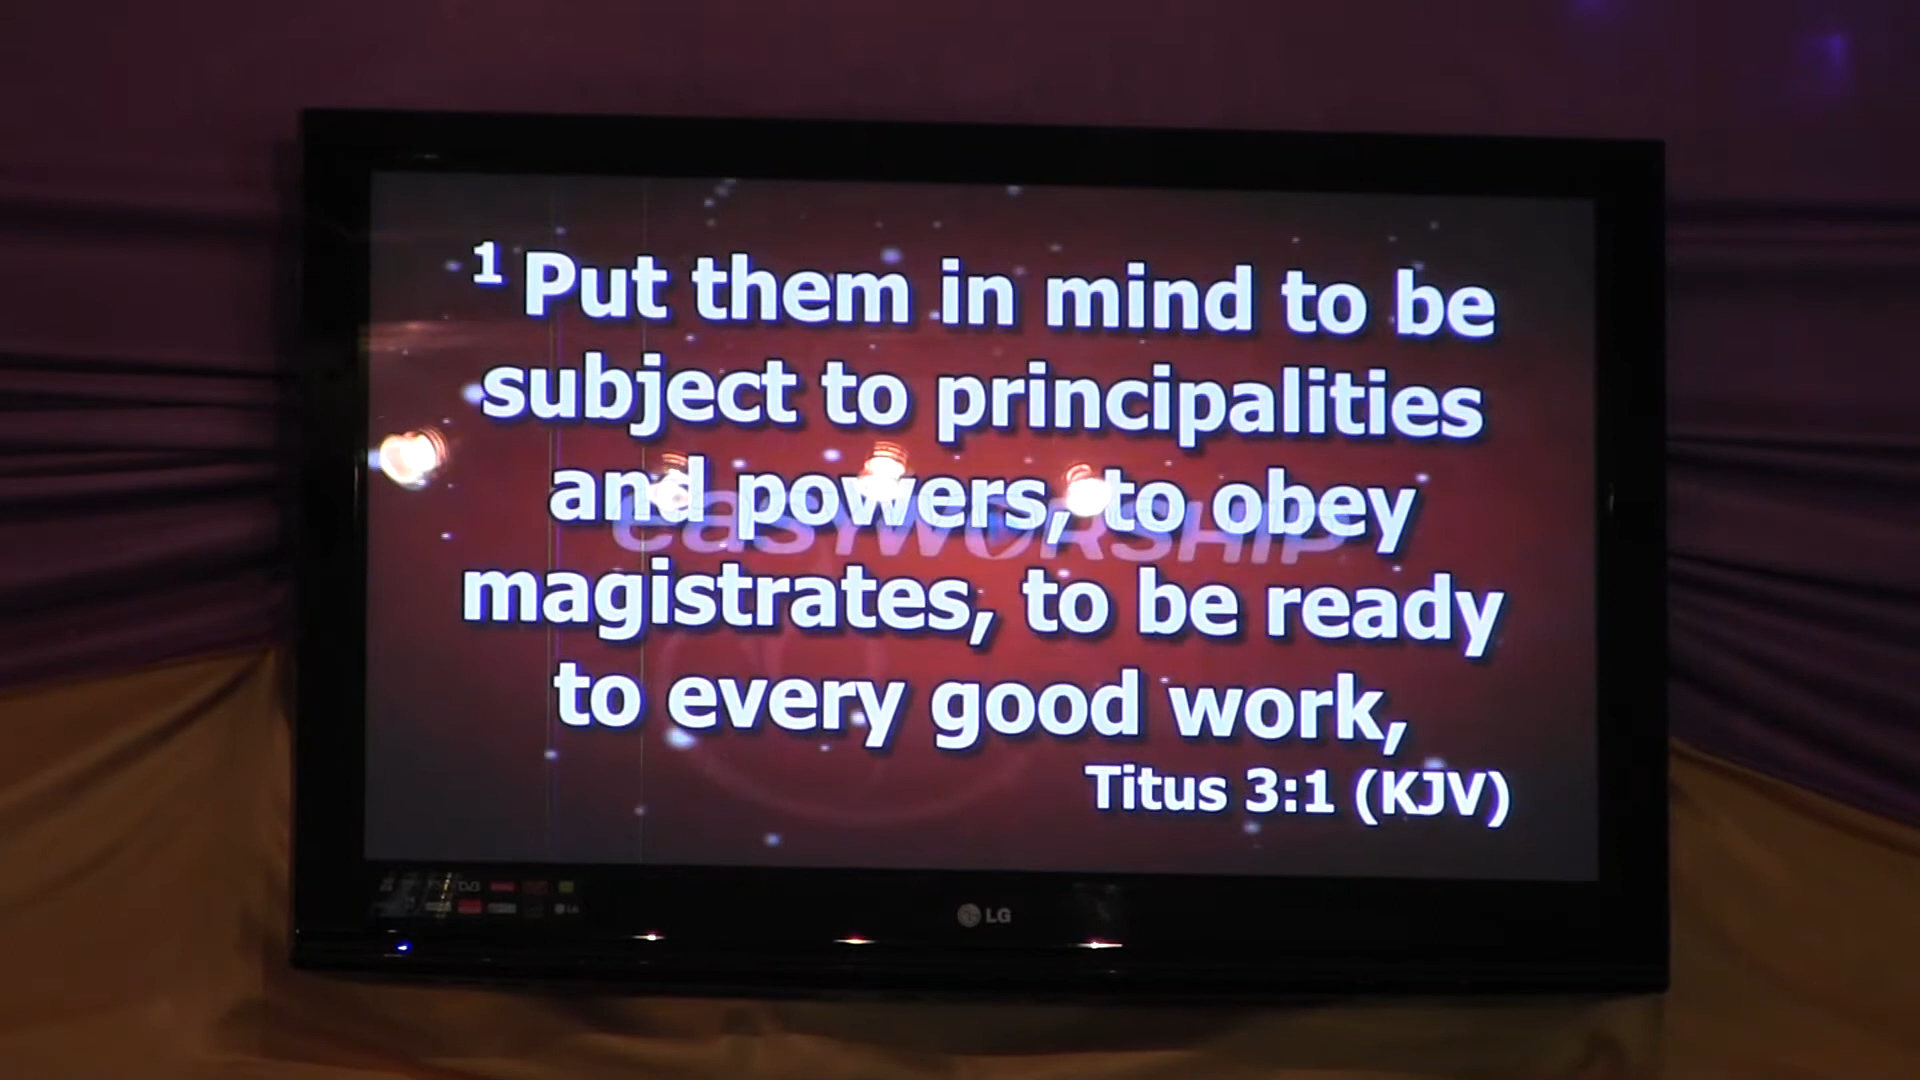 1 Put them in mind to be
subject to principalities
and powers, to obey
easyWORSHIP
magistrates, to be ready
to every good work,
Titus 3:1 (KJV)
LG